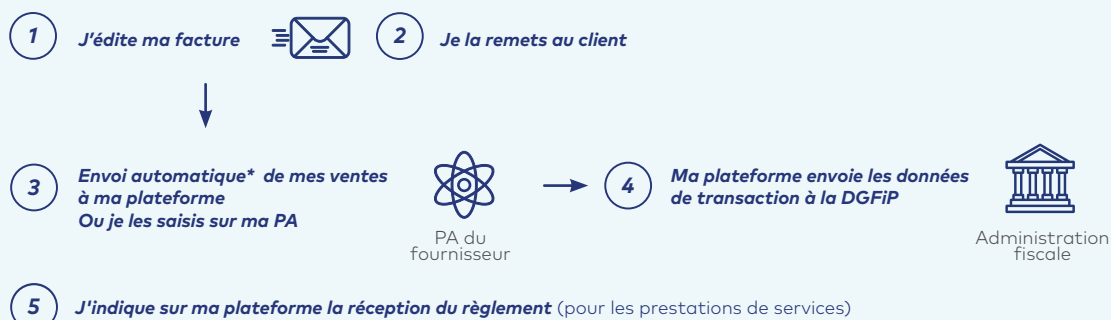 1 J'édite ma facture
2 Je la remets au client
3 Envoi automatique* de mes ventes
à ma plateforme
Ou je les saisis sur ma PA
PA du
fournisseur
4 Ma plateforme envoie les données
de transaction à la DGFiP
Administration
fiscale
5 J'indique sur ma plateforme la réception du règlement (pour les prestations de services)